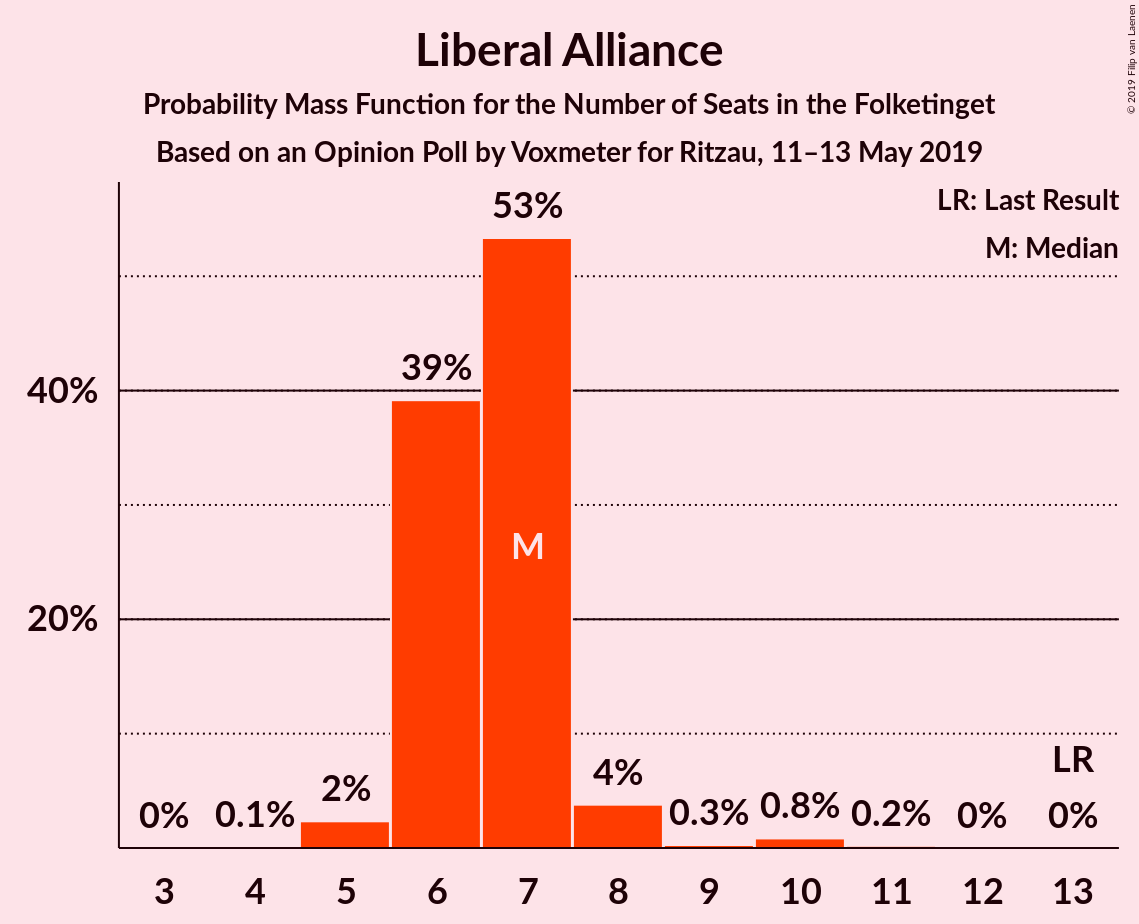 Liberal Alliance
Probability Mass Function for the Number of Seats in the Folketinget
Based on an Opinion Poll by Voxmeter for Ritzau, 11–13 May 2019
© 2019 Filip van Laenen
LR: Last Result
M: Median
53%
39%
40%
M
20%
LR
0%
0.1%
2%
4%
0.3%
0.8%
0.2%
0%
0%
3 4 5 6 7 8 9 10 11 12 13